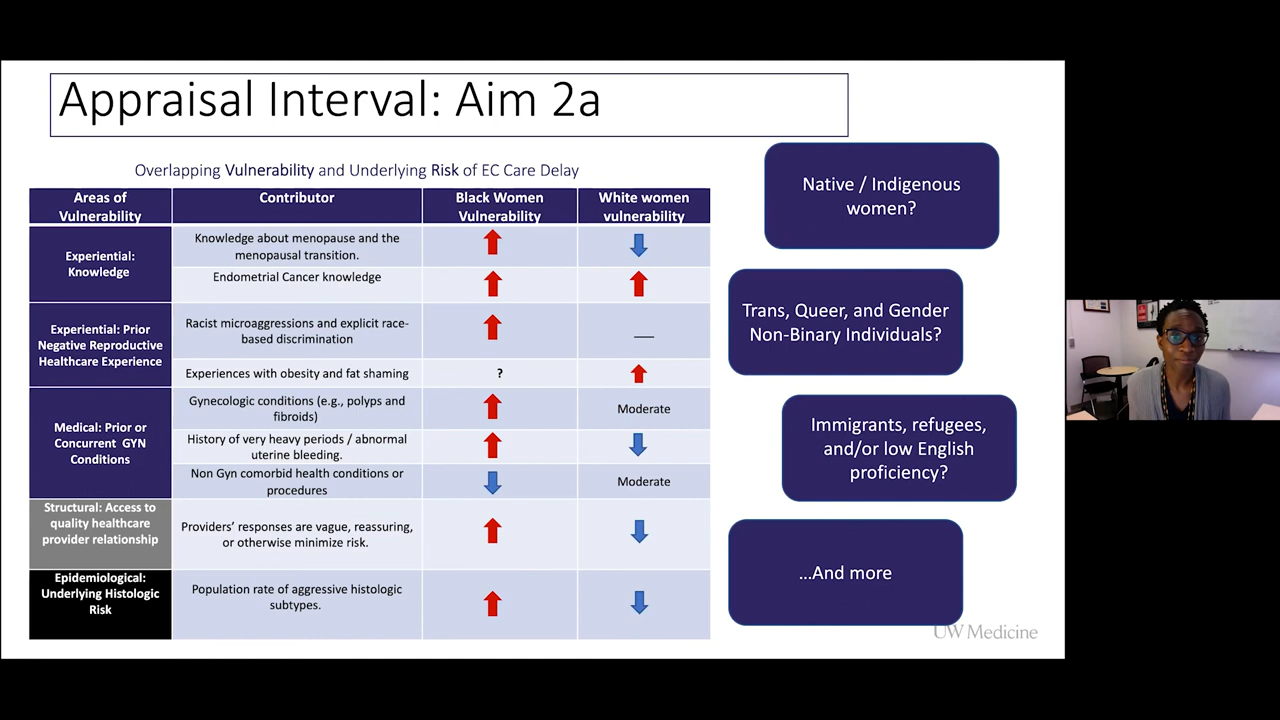 Appraisal Interval: Aim 2a
Overlapping Vulnerability and Underlying Risk of EC Care Delay
Areas of
Vulnerability
Contributor
Black Women
Vulnerability
White women
vulnerability
Experiential:
Knowledge
Knowledge about menopause and the
menopausal transition.
Endometrial Cancer knowledge
Experiential: Prior
Negative Reproductive
Healthcare Experience
Racist microaggressions and explicit race-
based discrimination
Experiences with obesity and fat shaming
?
Medical: Prior or
Concurrent GYN
Conditions
Gynecologic conditions (e.g., polyps and
fibroids)
Moderate
History of very heavy periods / abnormal
uterine bleeding.
Non Gyn comorbid health conditions or
procedures
Moderate
Structural: Access to
quality healthcare
provider relationship
Providers’ responses are vague, reassuring,
or otherwise minimize risk.
Epidemiological:
Underlying Histologic
Risk
Population rate of aggressive histologic
subtypes.
Native / Indigenous
women?
Trans, Queer, and Gender
Non-Binary Individuals?
Immigrants, refugees,
and/or low English
proficiency?
...And more
UW Medicine